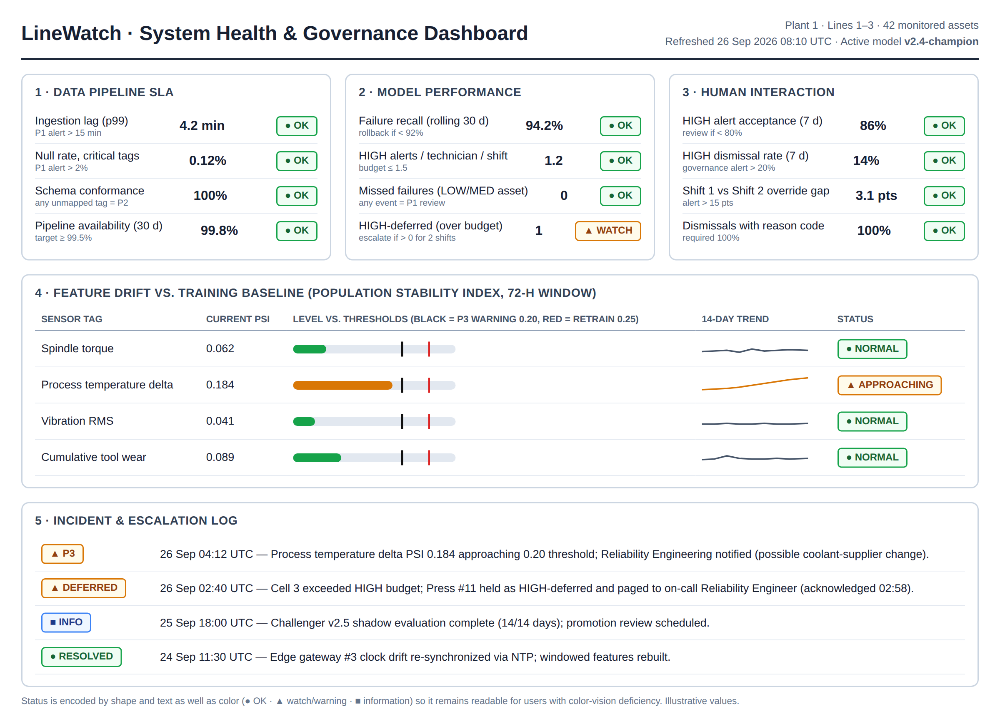 LineWatch · System Health & Governance Dashboard
Plant 1 · Lines 1–3 · 42 monitored assets
Refreshed 26 Sep 2026 08:10 UTC · Active model v2.4-champion
1 · DATA PIPELINE SLA
Ingestion lag (p99) 4.2 min ● OK
P1 alert > 15 min
Null rate, critical tags 0.12% ● OK
P1 alert > 2%
Schema conformance 100% ● OK
any unmapped tag = P2
Pipeline availability (30 d) 99.8% ● OK
target ≥ 99.5%
2 · MODEL PERFORMANCE
Failure recall (rolling 30 d) 94.2% ● OK
rollback if < 92%
HIGH alerts / technician / shift 1.2 ● OK
budget ≤ 1.5
Missed failures (LOW/MED asset) 0 ● OK
any event = P1 review
HIGH-deferred (over budget) 1 ▲ WATCH
escalate if > 0 for 2 shifts
3 · HUMAN INTERACTION
HIGH alert acceptance (7 d) 86% ● OK
review if < 80%
HIGH dismissal rate (7 d) 14% ● OK
governance alert > 20%
Shift 1 vs Shift 2 override gap 3.1 pts ● OK
alert > 15 pts
Dismissals with reason code 100% ● OK
required 100%
4 · FEATURE DRIFT VS. TRAINING BASELINE (POPULATION STABILITY INDEX, 72-H WINDOW)
SENSOR TAG CURRENT PSI LEVEL VS. THRESHOLDS (BLACK = P3 WARNING 0.20, RED = RETRAIN 0.25) 14-DAY TREND STATUS
Spindle torque 0.062 ● NORMAL
Process temperature delta 0.184 ▲ APPROACHING
Vibration RMS 0.041 ● NORMAL
Cumulative tool wear 0.089 ● NORMAL
5 · INCIDENT & ESCALATION LOG
▲ P3 26 Sep 04:12 UTC — Process temperature delta PSI 0.184 approaching 0.20 threshold; Reliability Engineering notified (possible coolant-supplier change).
▲ DEFERRED 26 Sep 02:40 UTC — Cell 3 exceeded HIGH budget; Press #11 held as HIGH-deferred and paged to on-call Reliability Engineer (acknowledged 02:58).
■ INFO 25 Sep 18:00 UTC — Challenger v2.5 shadow evaluation complete (14/14 days); promotion review scheduled.
● RESOLVED 24 Sep 11:30 UTC — Edge gateway #3 clock drift re-synchronized via NTP; windowed features rebuilt.
Status is encoded by shape and text as well as color (● OK · ▲ watch/warning · ■ information) so it remains readable for users with color-vision deficiency. Illustrative values.